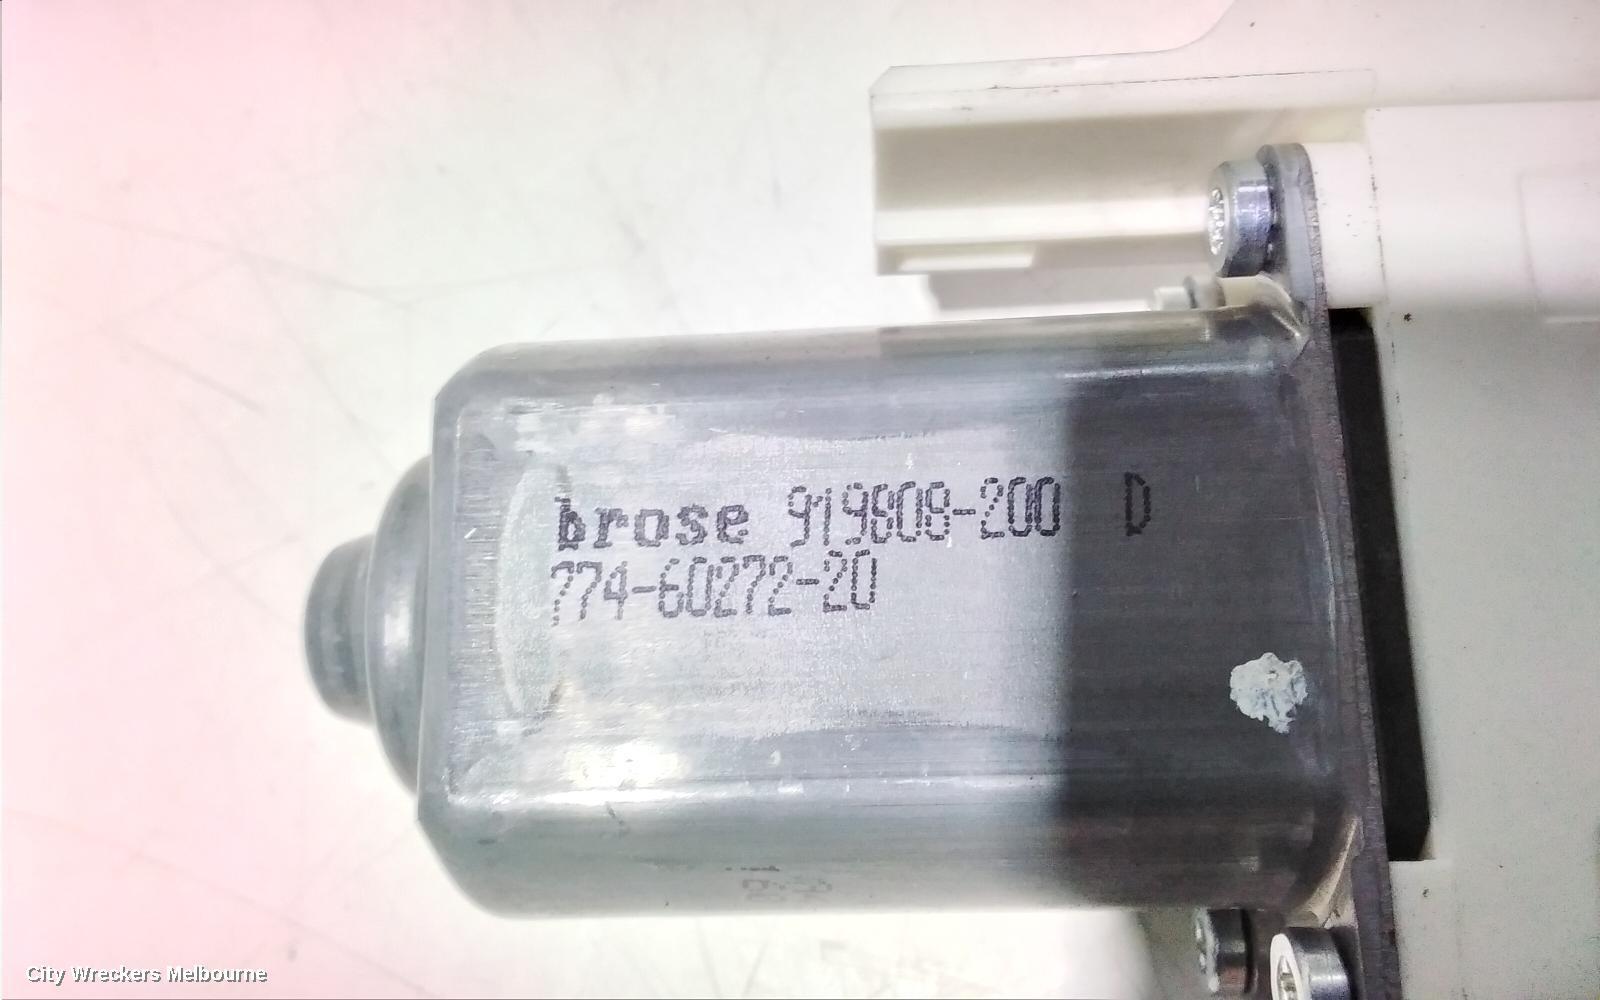 brose 919808-200 D
774-60272-20
City Wreckers Melbourne